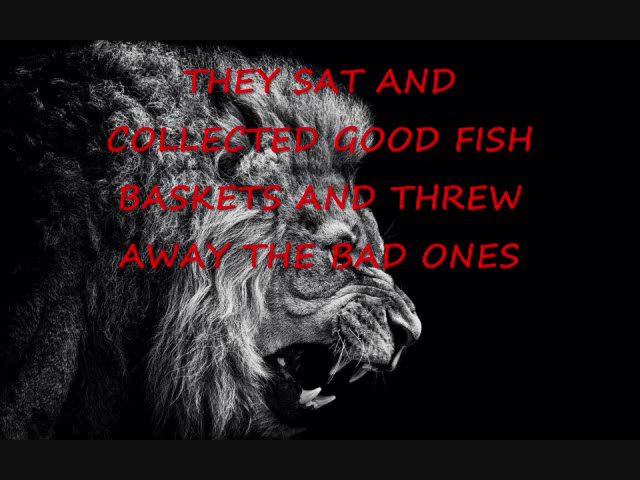 THEY SAT AND
COLLECTED GOOD FISH
BASKETS AND THREW
AWAY THE BAD ONES